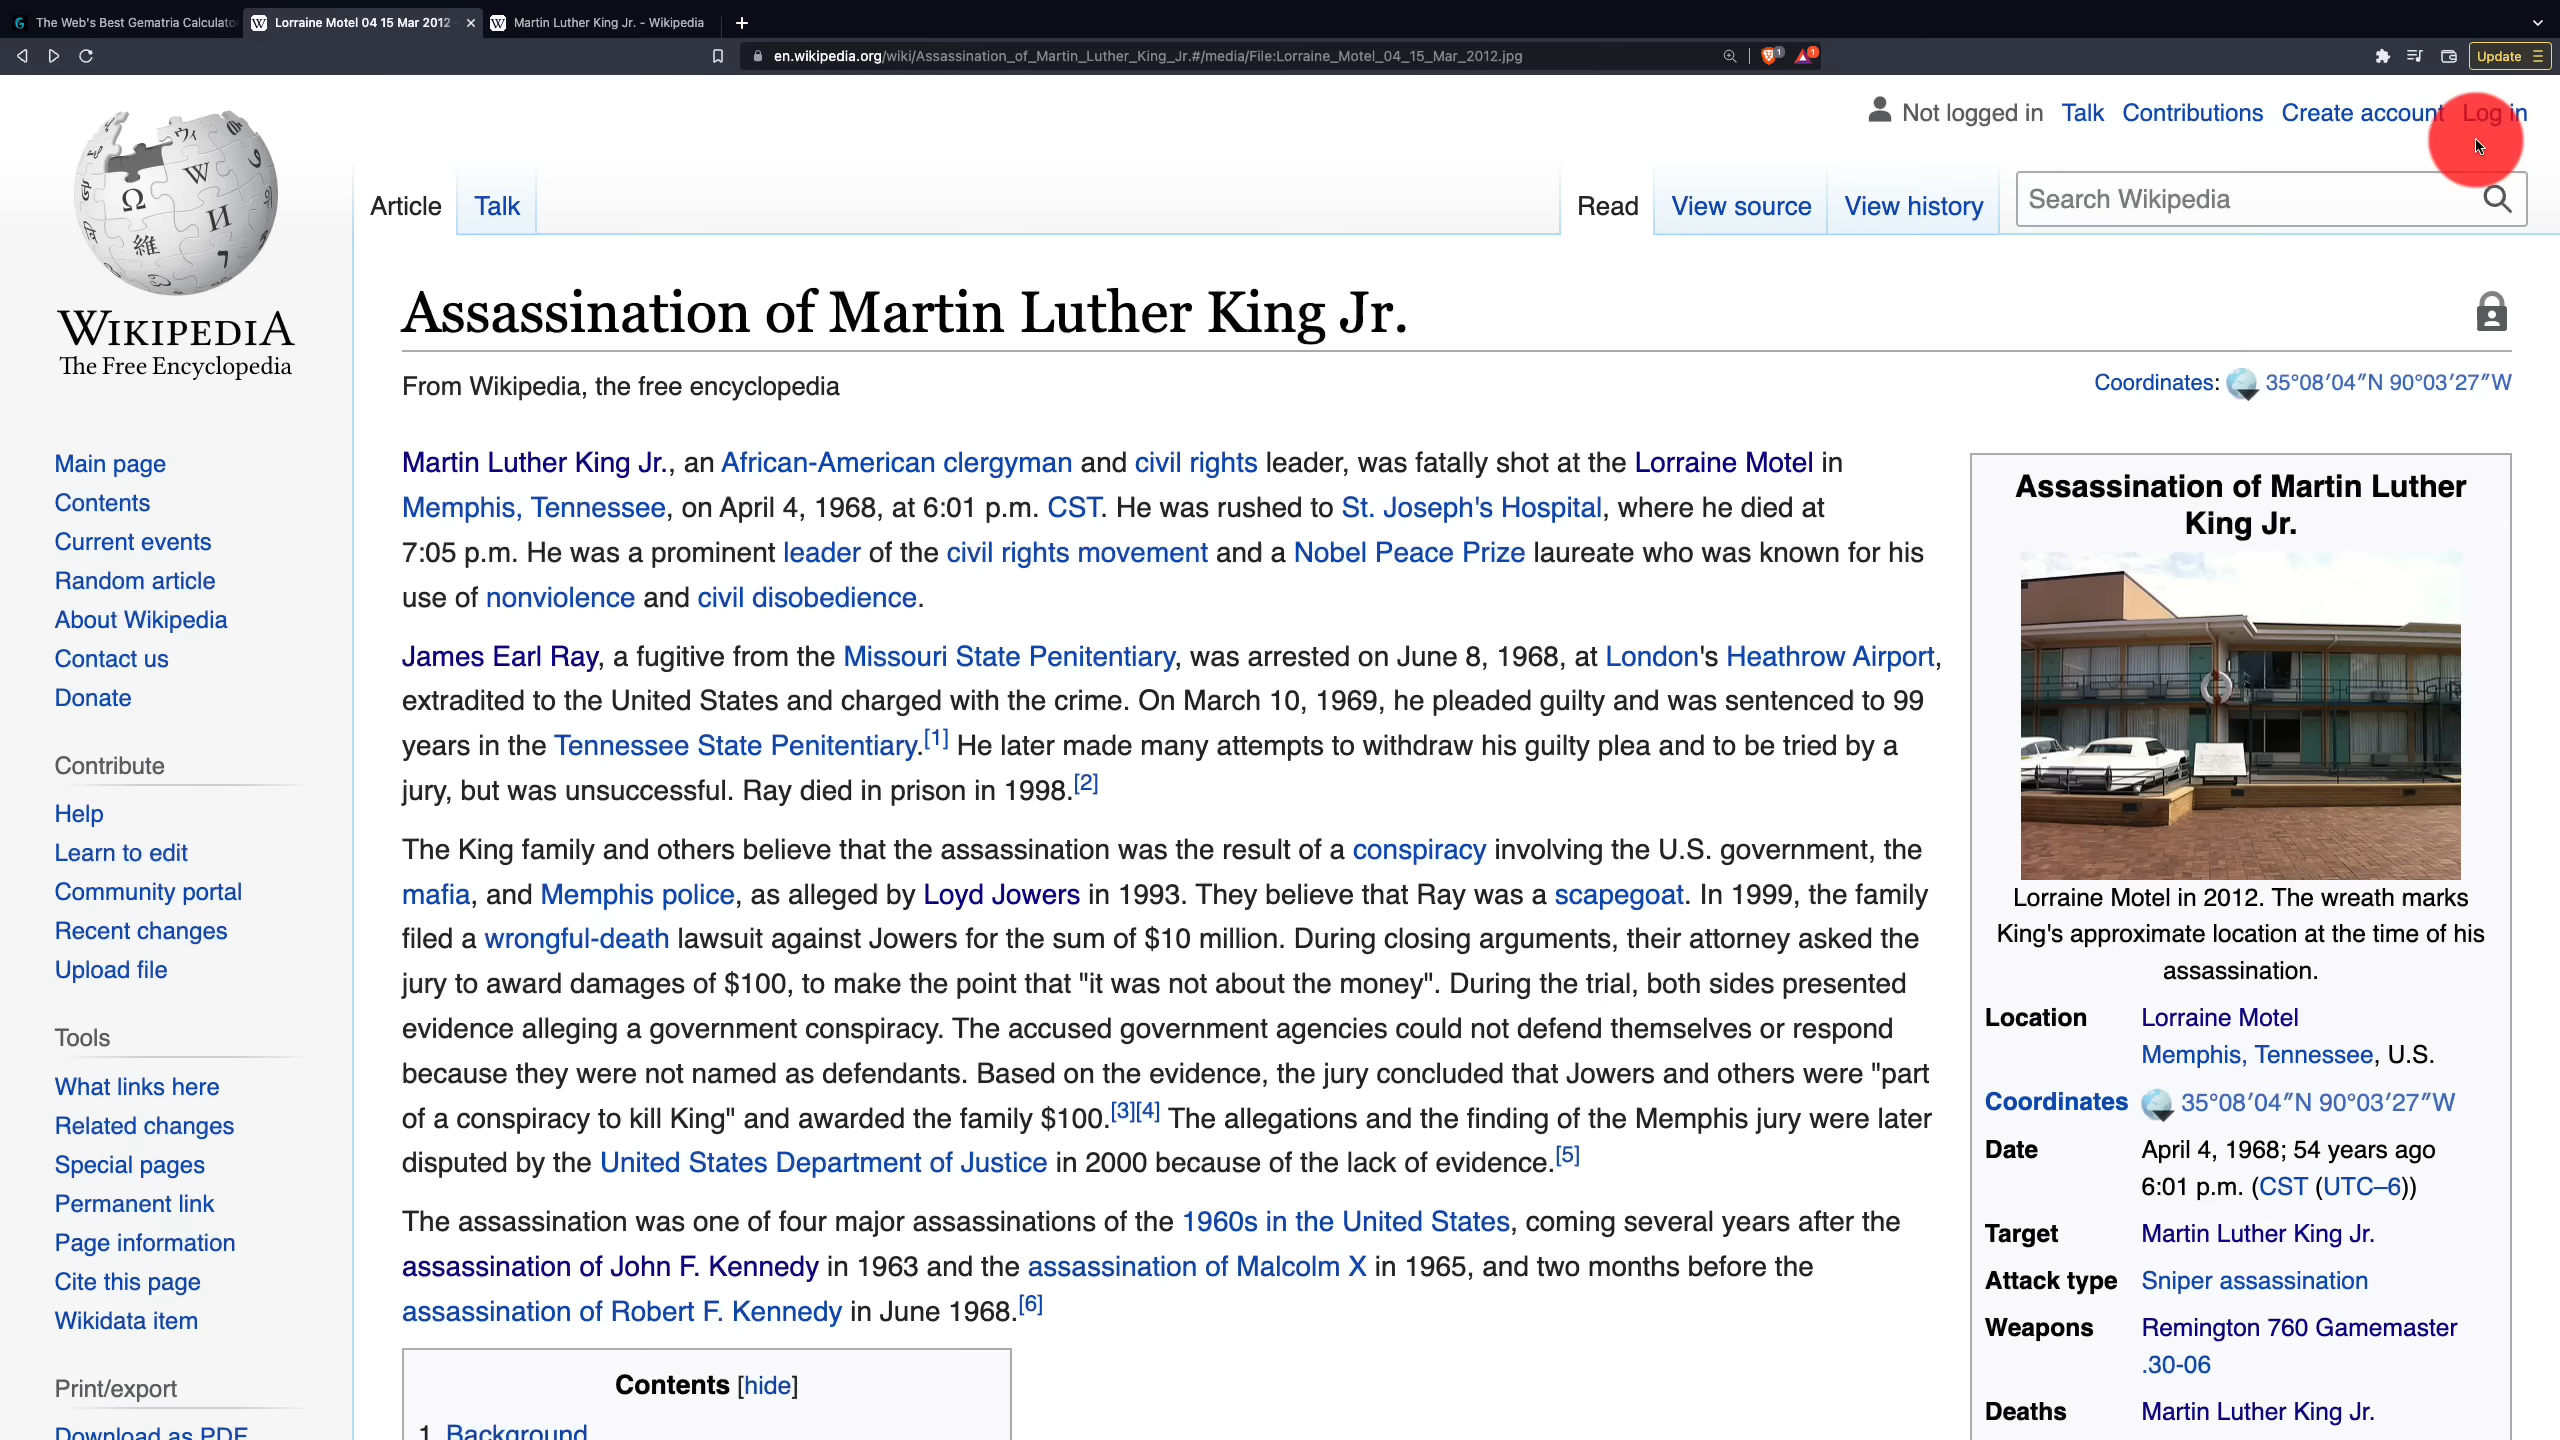 The Web's Best Gematria Calculato
Lorraine Motel 04 15 Mar 2012
Martin Luther King Jr. - Wikipedia
en.wikipedia.org/wiki/Assassination_of_Martin_Luther_King_Jr.#/media/File:Lorraine_Motel_04_15_Mar_2012.jpg
1
1
Update
Not logged in Talk Contributions Create account Log in
Article Talk Read View source View history Search Wikipedia
WIKIPEDIA
The Free Encyclopedia
Main page
Contents
Current events
Random article
About Wikipedia
Contact us
Donate
Contribute
Help
Learn to edit
Community portal
Recent changes
Upload file
Tools
What links here
Related changes
Special pages
Permanent link
Page information
Cite this page
Wikidata item
Print/export
Download as PDF
Assassination of Martin Luther King Jr.
From Wikipedia, the free encyclopedia
Coordinates: 35°08′04″N 90°03′27″W
Martin Luther King Jr., an African-American clergyman and civil rights leader, was fatally shot at the Lorraine Motel in
Memphis, Tennessee, on April 4, 1968, at 6:01 p.m. CST. He was rushed to St. Joseph's Hospital, where he died at
7:05 p.m. He was a prominent leader of the civil rights movement and a Nobel Peace Prize laureate who was known for his
use of nonviolence and civil disobedience.
James Earl Ray, a fugitive from the Missouri State Penitentiary, was arrested on June 8, 1968, at London's Heathrow Airport,
extradited to the United States and charged with the crime. On March 10, 1969, he pleaded guilty and was sentenced to 99
years in the Tennessee State Penitentiary.[1] He later made many attempts to withdraw his guilty plea and to be tried by a
jury, but was unsuccessful. Ray died in prison in 1998.[2]
The King family and others believe that the assassination was the result of a conspiracy involving the U.S. government, the
mafia, and Memphis police, as alleged by Loyd Jowers in 1993. They believe that Ray was a scapegoat. In 1999, the family
filed a wrongful-death lawsuit against Jowers for the sum of $10 million. During closing arguments, their attorney asked the
jury to award damages of $100, to make the point that "it was not about the money". During the trial, both sides presented
evidence alleging a government conspiracy. The accused government agencies could not defend themselves or respond
because they were not named as defendants. Based on the evidence, the jury concluded that Jowers and others were "part
of a conspiracy to kill King" and awarded the family $100.[3][4] The allegations and the finding of the Memphis jury were later
disputed by the United States Department of Justice in 2000 because of the lack of evidence.[5]
The assassination was one of four major assassinations of the 1960s in the United States, coming several years after the
assassination of John F. Kennedy in 1963 and the assassination of Malcolm X in 1965, and two months before the
assassination of Robert F. Kennedy in June 1968.[6]
Contents [hide]
1 Background
Assassination of Martin Luther
King Jr.
Lorraine Motel in 2012. The wreath marks
King's approximate location at the time of his
assassination.
Location Lorraine Motel
Memphis, Tennessee, U.S.
Coordinates 35°08′04″N 90°03′27″W
Date April 4, 1968; 54 years ago
6:01 p.m. (CST (UTC–6))
Target Martin Luther King Jr.
Attack type Sniper assassination
Weapons Remington 760 Gamemaster
.30-06
Deaths Martin Luther King Jr.